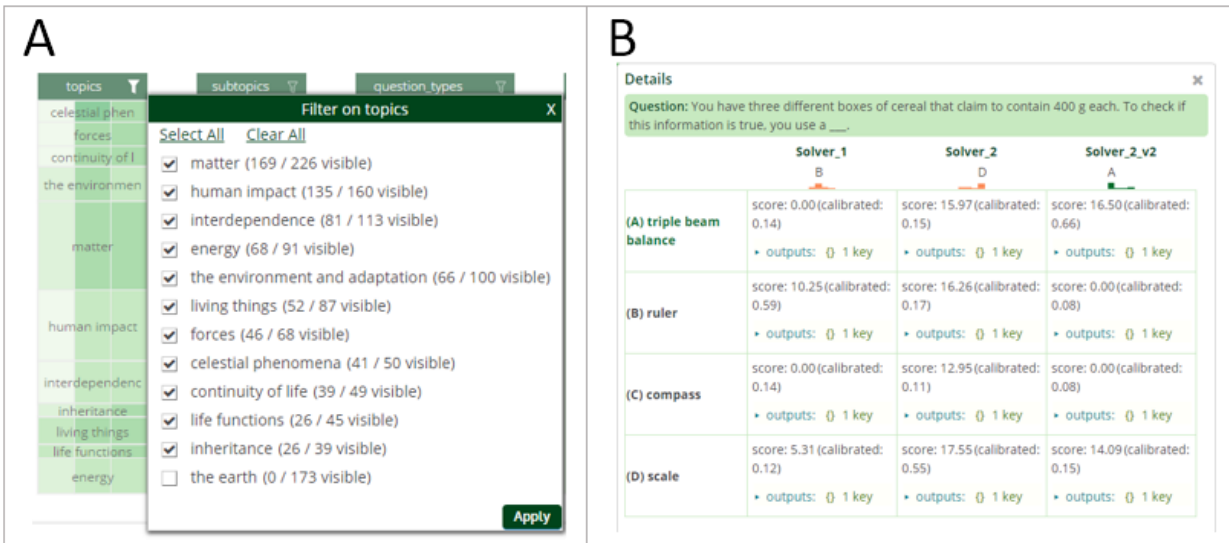 A
topics
subtopics
question_types
celestial phen
forces
continuity of l
the environmen
matter
human impact
interdependenc
inheritance
living things
life functions
energy
Filter on topics X
Select All Clear All
matter (169 / 226 visible)
human impact (135 / 160 visible)
interdependence (81 / 113 visible)
energy (68 / 91 visible)
the environment and adaptation (66 / 100 visible)
living things (52 / 87 visible)
forces (46 / 68 visible)
celestial phenomena (41 / 50 visible)
continuity of life (39 / 49 visible)
life functions (26 / 45 visible)
inheritance (26 / 39 visible)
the earth (0 / 173 visible)
Apply
B
Details
Question: You have three different boxes of cereal that claim to contain 400 g each. To check if
this information is true, you use a ___.
Solver_1 Solver_2 Solver_2_v2
B D A
(A) triple beam
balance
score: 0.00 (calibrated:
0.14)
outputs: {} 1 key
score: 15.97 (calibrated:
0.15)
outputs: {} 1 key
score: 16.50 (calibrated:
0.66)
outputs: {} 1 key
(B) ruler
score: 10.25 (calibrated:
0.59)
outputs: {} 1 key
score: 16.26 (calibrated:
0.17)
outputs: {} 1 key
score: 0.00 (calibrated:
0.08)
outputs: {} 1 key
(C) compass
score: 0.00 (calibrated:
0.14)
outputs: {} 1 key
score: 12.95 (calibrated:
0.11)
outputs: {} 1 key
score: 0.00 (calibrated:
0.08)
outputs: {} 1 key
(D) scale
score: 5.31 (calibrated:
0.12)
outputs: {} 1 key
score: 17.55 (calibrated:
0.55)
outputs: {} 1 key
score: 14.09 (calibrated:
0.15)
outputs: {} 1 key